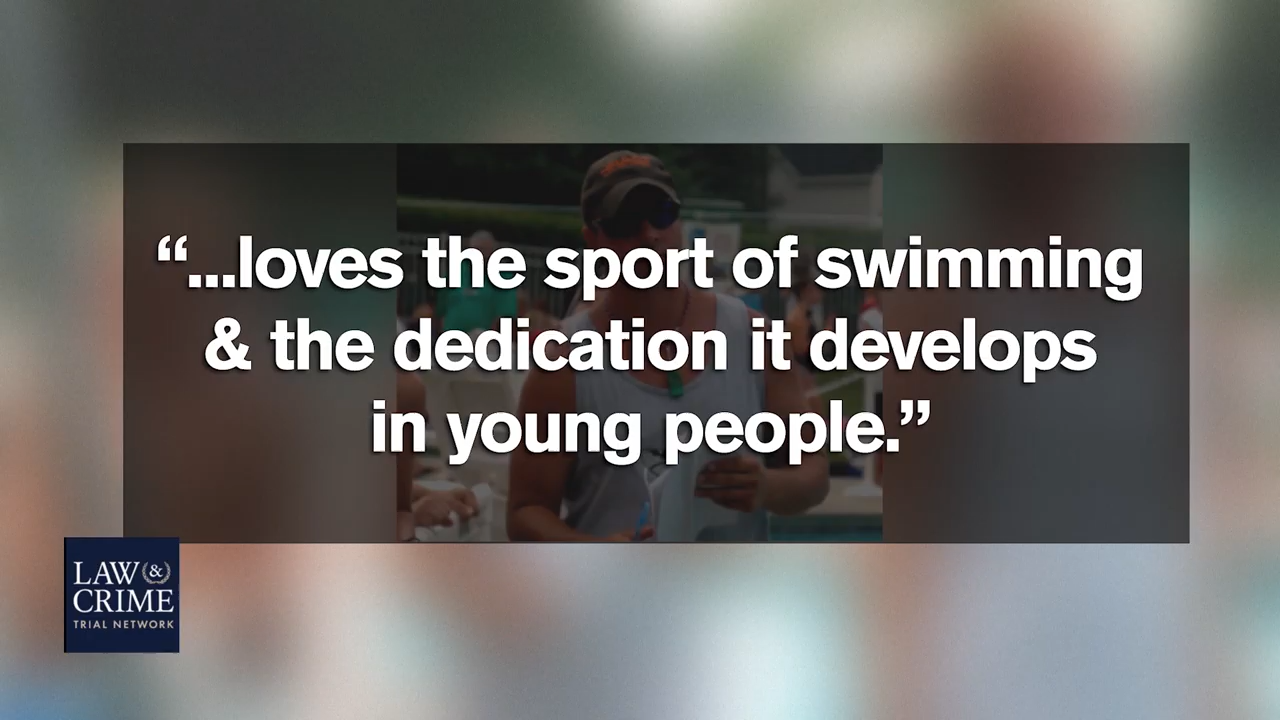 “...loves the sport of swimming
& the dedication it develops
in young people.”
LAW &
CRIME
TRIAL NETWORK